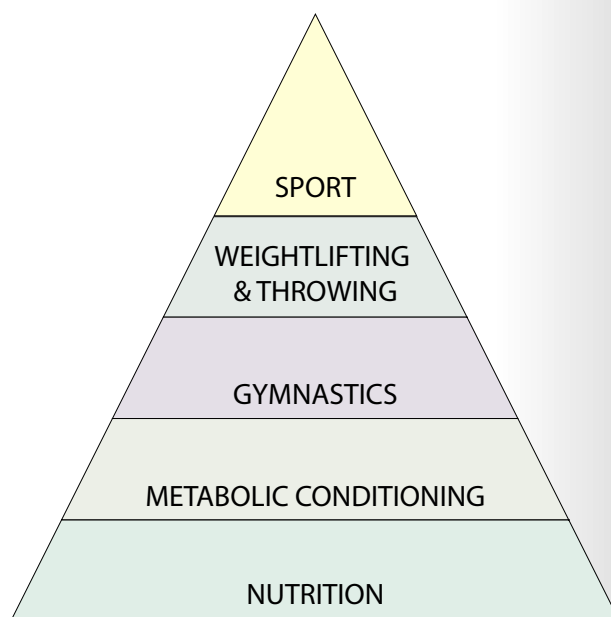 SPORT
WEIGHTLIFTING
& THROWING
GYMNASTICS
METABOLIC CONDITIONING
NUTRITION